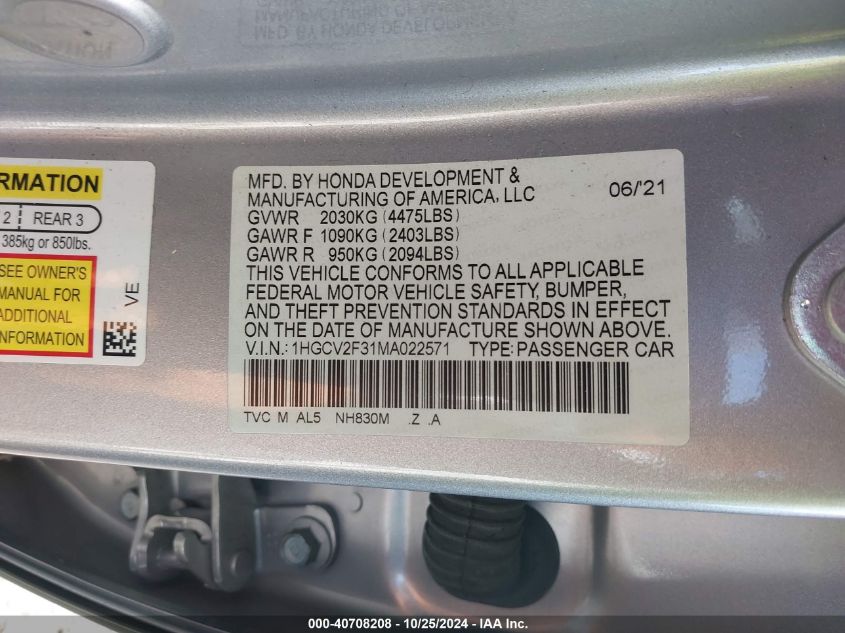 MFD. BY HONDA DEVELOPMENT &
MANUFACTURING OF AMERICA, LLC 06/'21
GVWR 2030KG (4475LBS)
GAWR F 1090KG (2403LBS)
GAWR R 950KG (2094LBS)
THIS VEHICLE CONFORMS TO ALL APPLICABLE
FEDERAL MOTOR VEHICLE SAFETY, BUMPER,
AND THEFT PREVENTION STANDARDS IN EFFECT
ON THE DATE OF MANUFACTURE SHOWN ABOVE.
V.I.N.: 1HGCV2F31MA022571 TYPE: PASSENGER CAR
TVC M AL5 NH830M .Z .A
RMATION
2 REAR 3
385kg or 850lbs.
SEE OWNER'S
MANUAL FOR
ADDITIONAL
INFORMATION
VE
000-40708208 - 10/25/2024 - IAA Inc.